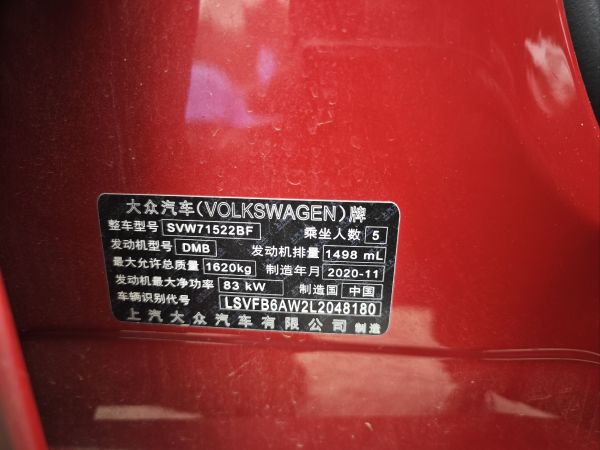 大众汽车(VOLKSWAGEN)牌
整车型号 SVW71522BF 乘坐人数 5
发动机型号 DMB 发动机排量 1498 mL
最大允许总质量 1620kg 制造年月 2020-11
发动机最大净功率 83 kW 制造国 中国
车辆识别代号 LSVFB6AW2L2048180
上汽大众汽车有限公司 制造